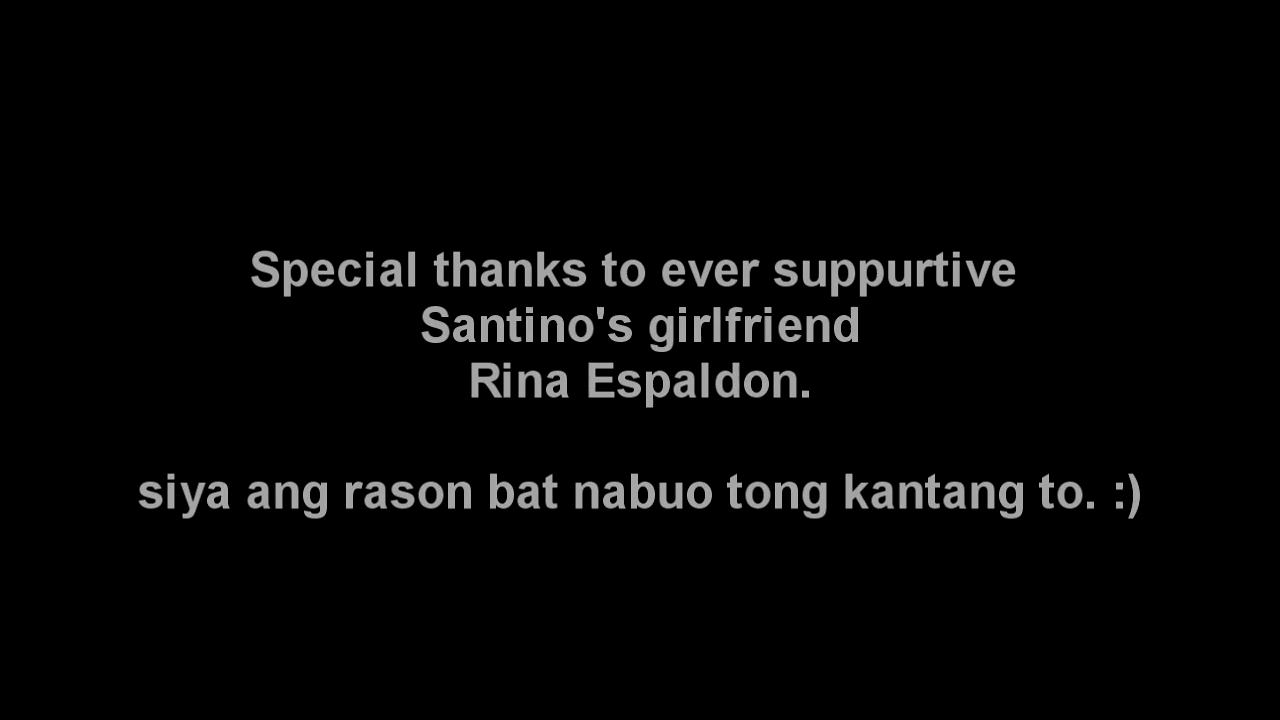 Special thanks to ever suppurtive
Santino's girlfriend
Rina Espaldon.
siya ang rason bat nabuo tong kantang to. :)